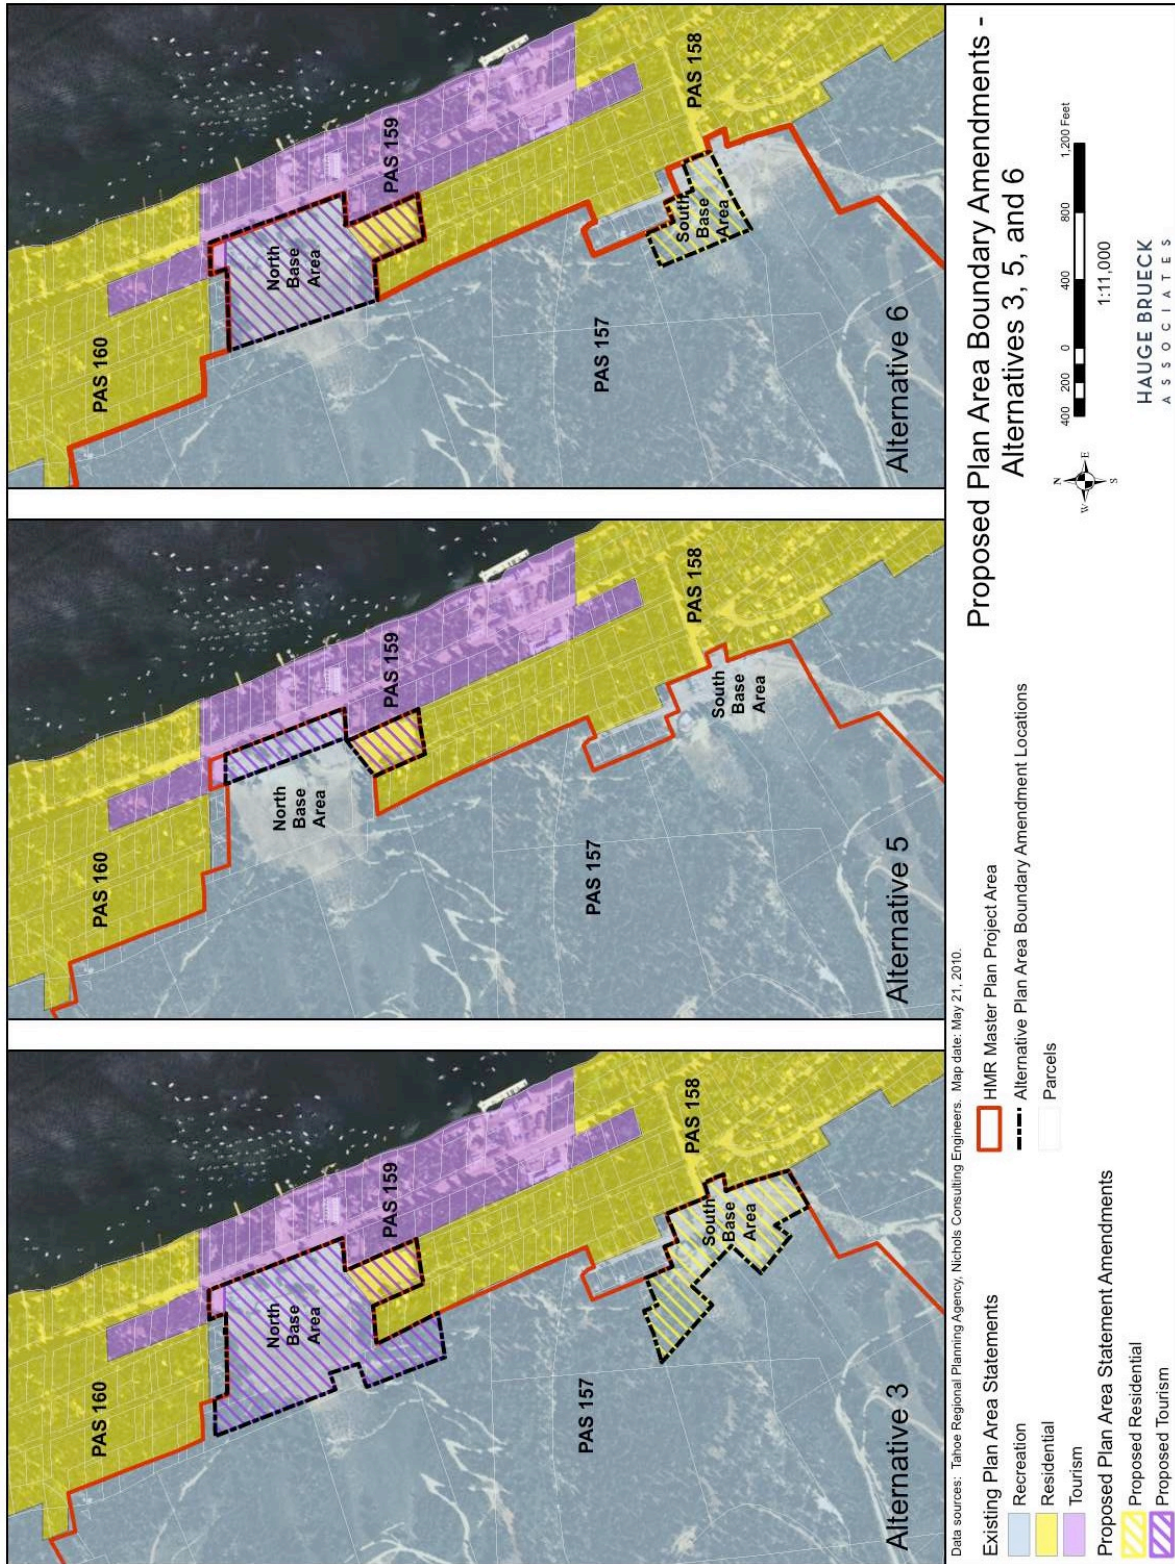 PAS 160
PAS 159
North
Base
Area
PAS 158
South
Base
Area
PAS 157
Alternative 3
PAS 160
PAS 159
North
Base
Area
PAS 158
South
Base
Area
PAS 157
Alternative 5
PAS 160
PAS 159
North
Base
Area
PAS 158
South
Base
Area
PAS 157
Alternative 6
Data sources: Tahoe Regional Planning Agency, Nichols Consulting Engineers. Map date: May 21, 2010.
Existing Plan Area Statements
Recreation
Residential
Tourism
Proposed Plan Area Statement Amendments
Proposed Residential
Proposed Tourism
HMR Master Plan Project Area
Alternative Plan Area Boundary Amendment Locations
Parcels
Proposed Plan Area Boundary Amendments -
Alternatives 3, 5, and 6
N
W E
S
400 200 0 400 800 1,200 Feet
1:11,000
HAUGE BRUECK
ASSOCIATES